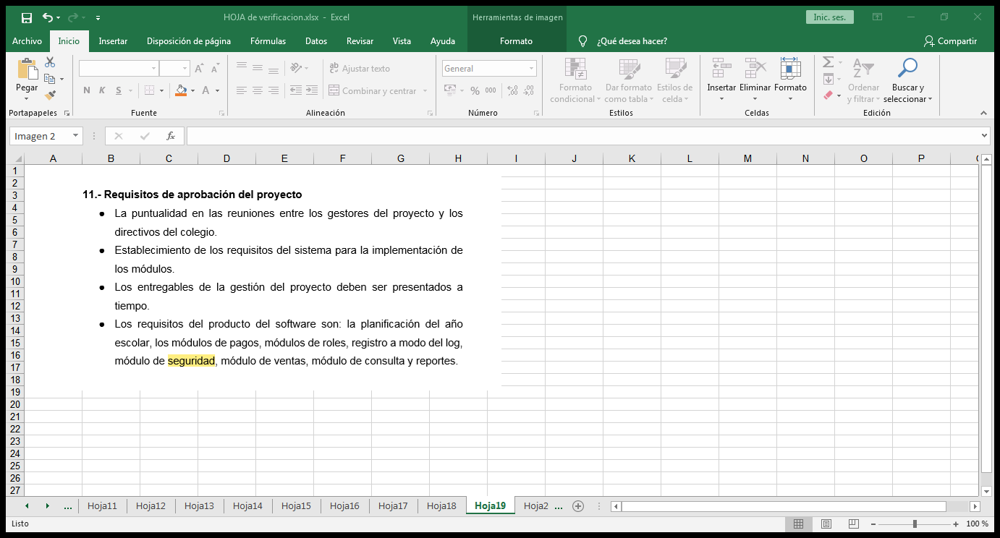 HOJA de verificacion.xlsx - Excel
Herramientas de imagen
Inic. ses.
Archivo Inicio Insertar Disposición de página Fórmulas Datos Revisar Vista Ayuda Formato ¿Qué desea hacer? Compartir
Pegar
N K S A
Ajustar texto
Combinar y centrar
General
% 000
Formato condicional
Dar formato como tabla
Estilos de celda
Insertar Eliminar Formato
Ordenar y filtrar
Buscar y seleccionar
Portapapeles Fuente Alineación Número Estilos Celdas Edición
Imagen 2 fx
A B C D E F G H I J K L M N O P
1
2
3
4
5
6
7
8
9
10
11
12
13
14
15
16
17
18
19
20
21
22
23
24
25
26
27
11.- Requisitos de aprobación del proyecto
● La puntualidad en las reuniones entre los gestores del proyecto y los
directivos del colegio.
● Establecimiento de los requisitos del sistema para la implementación de
los módulos.
● Los entregables de la gestión del proyecto deben ser presentados a
tiempo.
● Los requisitos del producto del software son: la planificación del año
escolar, los módulos de pagos, módulos de roles, registro a modo del log,
módulo de seguridad, módulo de ventas, módulo de consulta y reportes.
... Hoja11 Hoja12 Hoja13 Hoja14 Hoja15 Hoja16 Hoja17 Hoja18 Hoja19 Hoja2 ...
Listo
100 %